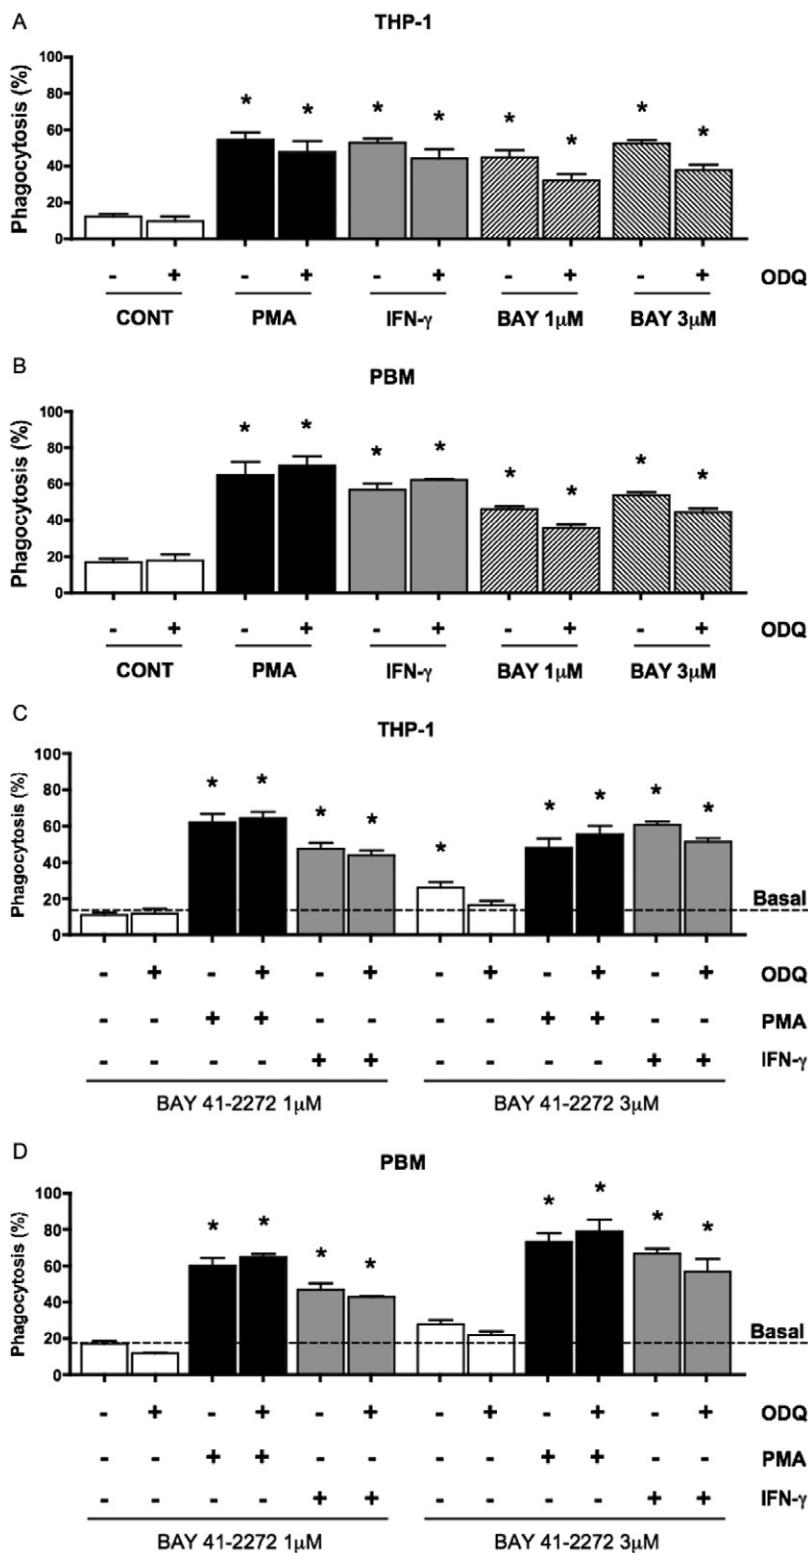 A
THP-1
Phagocytosis (%)
100
80
60
40
20
0
* * * * * * * *
- + - + - + - + - + ODQ
CONT PMA IFN-γ BAY 1μM BAY 3μM
B
PBM
Phagocytosis (%)
100
80
60
40
20
0
* * * * * * * *
- + - + - + - + - + ODQ
CONT PMA IFN-γ BAY 1μM BAY 3μM
C
THP-1
Phagocytosis (%)
100
80
60
40
20
0
* * * * * * * * *
Basal
- + - + - + - + - + - + ODQ
- - + + - - - - + + - - PMA
- - - - + + - - - - + + IFN-γ
BAY 41-2272 1μM BAY 41-2272 3μM
D
PBM
Phagocytosis (%)
100
80
60
40
20
0
* * * * * * * *
Basal
- + - + - + - + - + - + ODQ
- - + + - - - - + + - - PMA
- - - - + + - - - - + + IFN-γ
BAY 41-2272 1μM BAY 41-2272 3μM